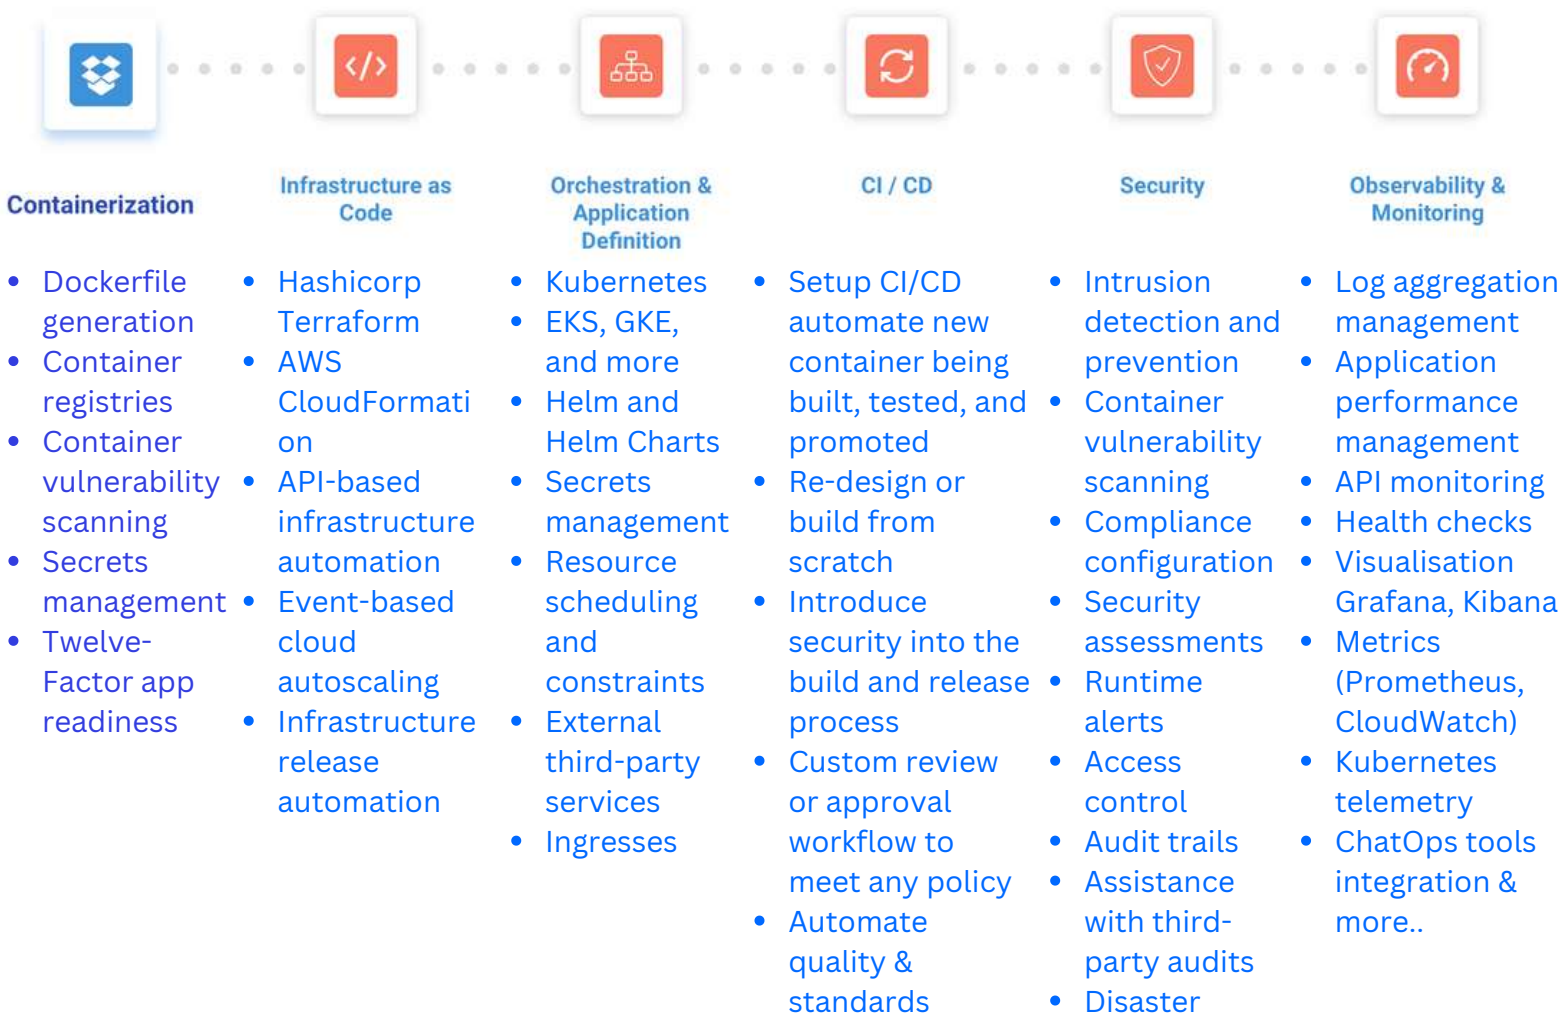 Containerization
Dockerfile
generation
Container
registries
Container
vulnerability
scanning
Secrets
management
Twelve-
Factor app
readiness
Infrastructure as
Code
Hashicorp
Terraform
AWS
CloudFormati
on
API-based
infrastructure
automation
Event-based
cloud
autoscaling
Infrastructure
release
automation
Orchestration &
Application
Definition
Kubernetes
EKS, GKE,
and more
Helm and
Helm Charts
Secrets
management
Resource
scheduling
and
constraints
External
third-party
services
Ingresses
CI / CD
Setup CI/CD
automate new
container being
built, tested, and
promoted
Re-design or
build from
scratch
Introduce
security into the
build and release
process
Custom review
or approval
workflow to
meet any policy
Automate
quality &
standards
Security
Intrusion
detection and
prevention
Container
vulnerability
scanning
Compliance
configuration
Security
assessments
Runtime
alerts
Access
control
Audit trails
Assistance
with third-
party audits
Disaster
Observability &
Monitoring
Log aggregation
management
Application
performance
management
API monitoring
Health checks
Visualisation
Grafana, Kibana
Metrics
(Prometheus,
CloudWatch)
Kubernetes
telemetry
ChatOps tools
integration &
more..